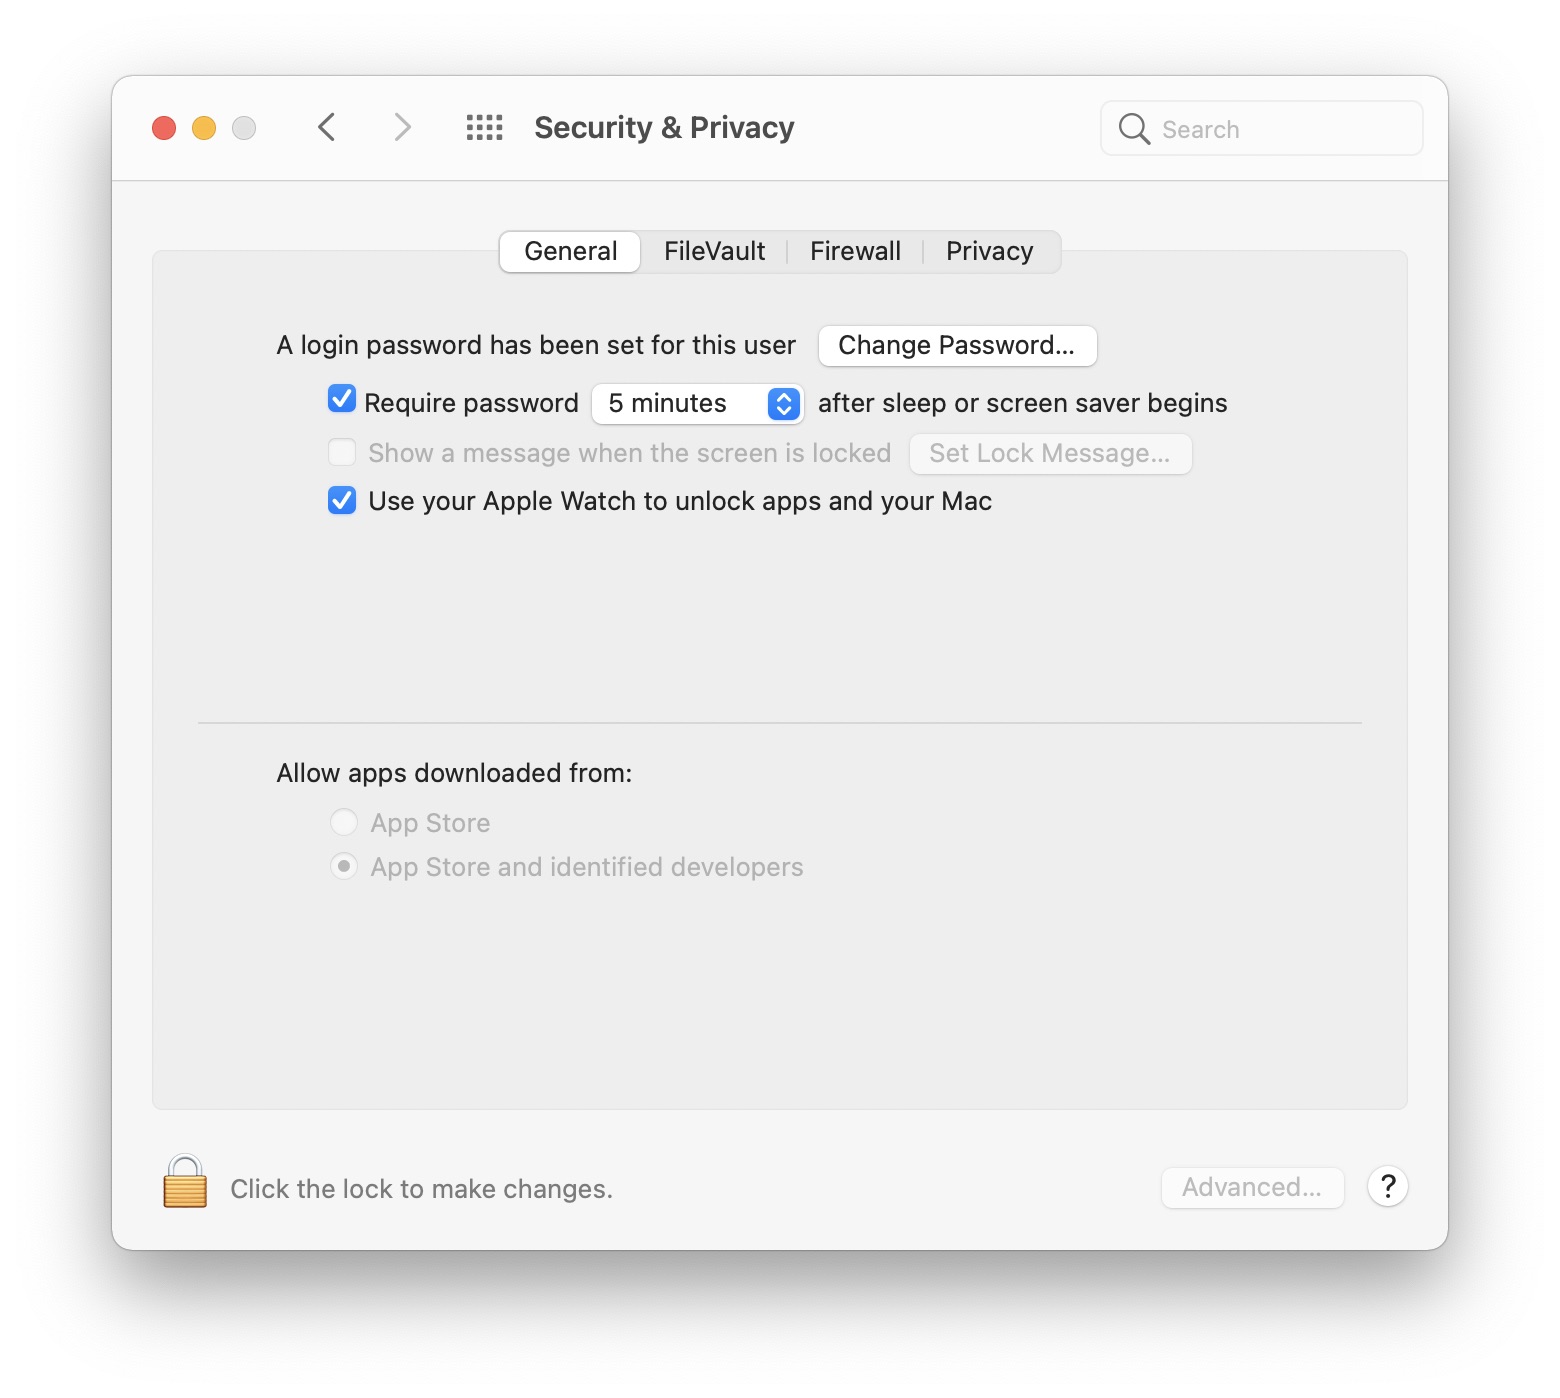 Security & Privacy
Search
General
FileVault
Firewall
Privacy
A login password has been set for this user Change Password...
Require password 5 minutes after sleep or screen saver begins
Show a message when the screen is locked Set Lock Message...
Use your Apple Watch to unlock apps and your Mac
Allow apps downloaded from:
App Store
App Store and identified developers
Click the lock to make changes.
Advanced...
?